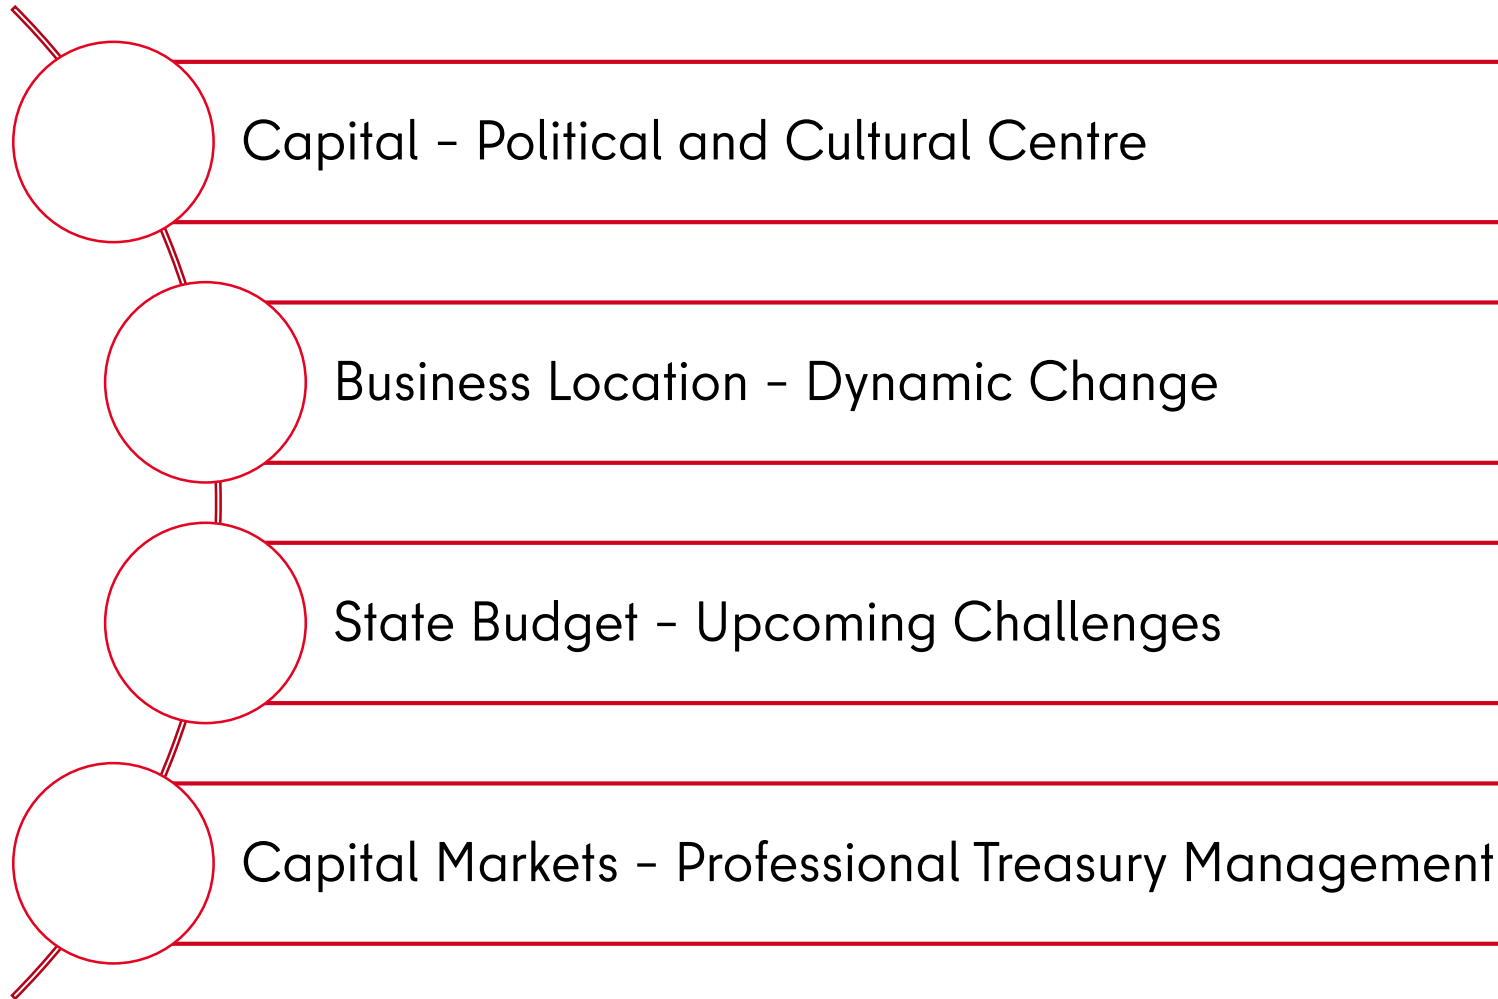 Capital – Political and Cultural Centre
Business Location – Dynamic Change
State Budget – Upcoming Challenges
Capital Markets – Professional Treasury Management